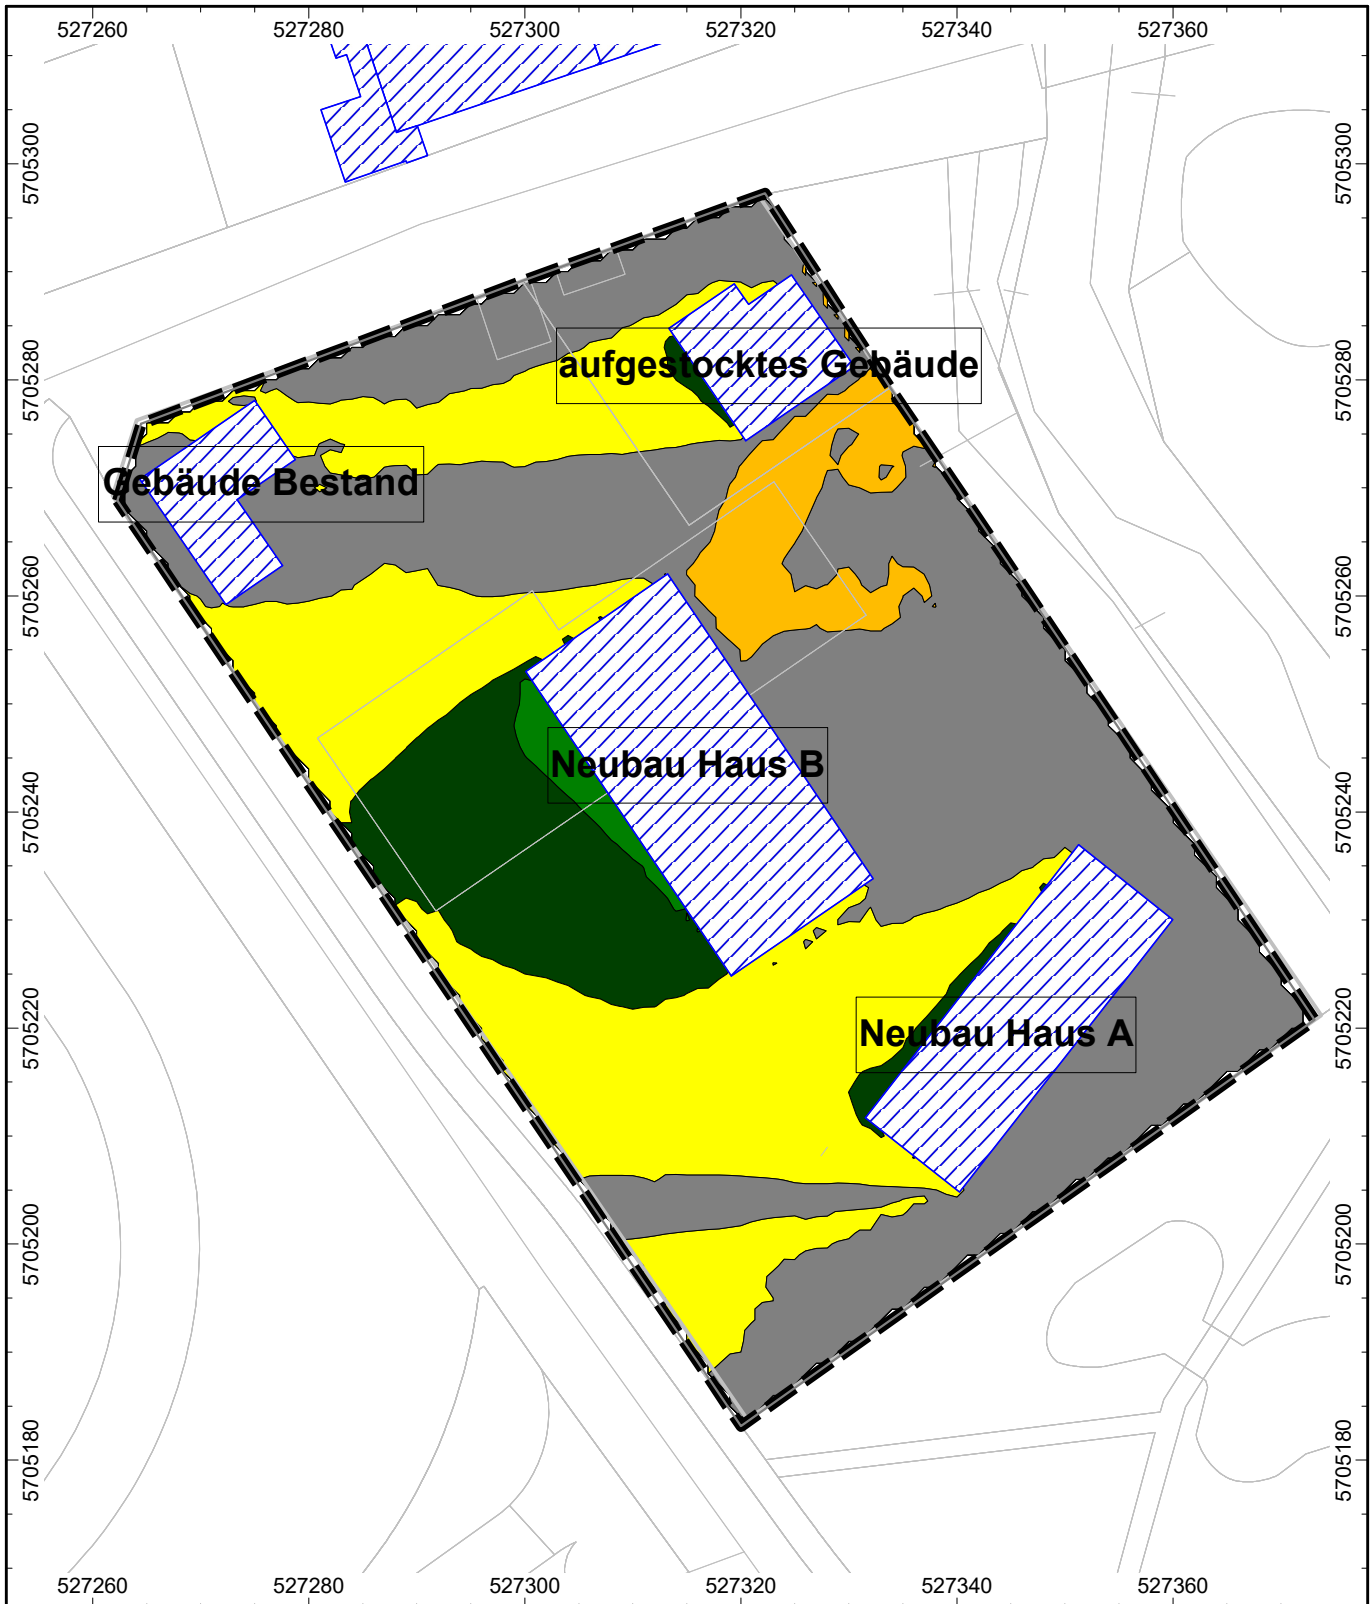 527260 527280 527300 527320 527340 527360
5705300 5705300
5705280 5705280
aufgestocktes Gebäude
Gebäude Bestand
5705260 5705260
Neubau Haus B
5705240 5705240
Neubau Haus A
5705220 5705220
5705200 5705200
5705180 5705180
527260 527280 527300 527320 527340 527360